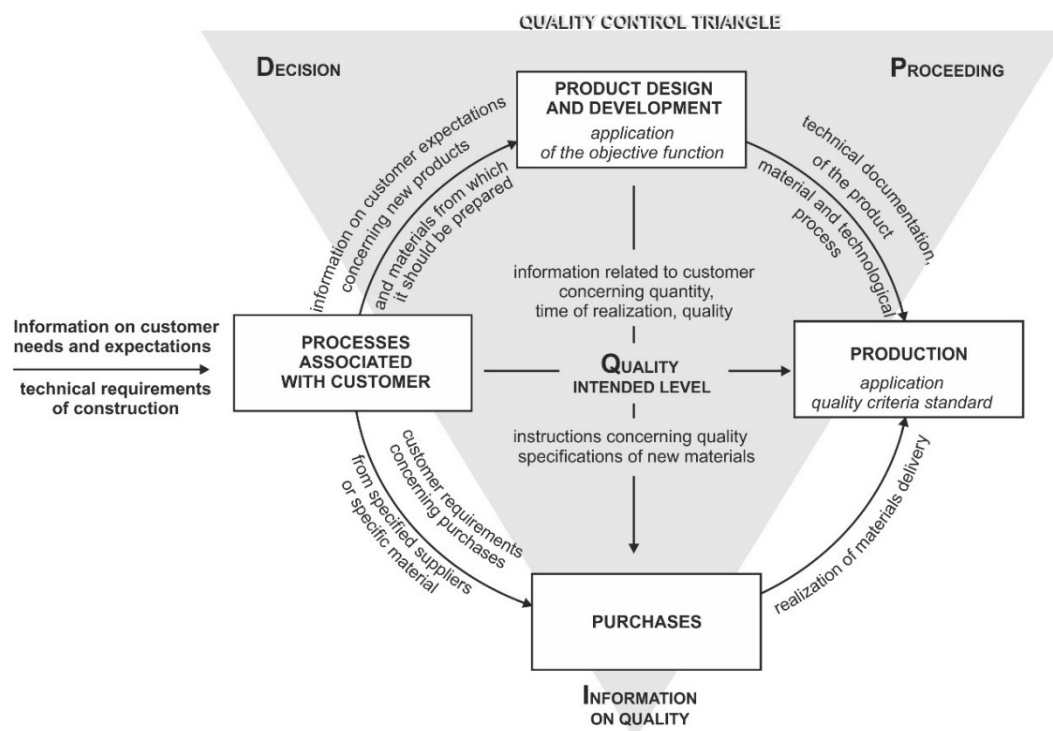 QUALITY CONTROL TRIANGLE
DECISION
PROCEEDING
PRODUCT DESIGN
AND DEVELOPMENT
application
of the objective function
information on customer expectations
concerning new products
and materials from which
it should be prepared
technical documentation,
of the product
material and technological
process
information related to customer
concerning quantity,
time of realization, quality
Information on customer
needs and expectations
technical requirements
of construction
PROCESSES
ASSOCIATED
WITH CUSTOMER
QUALITY
INTENDED LEVEL
PRODUCTION
application
quality criteria standard
instructions concerning quality
specifications of new materials
customer requirements
concerning purchases
from specified suppliers
or specific material
realization of materials delivery
PURCHASES
INFORMATION
ON QUALITY